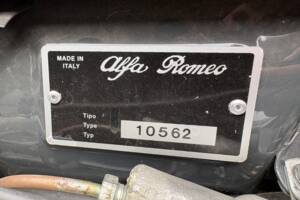 MADE IN
ITALY
Alfa Romeo
Tipo
Type
Typ
10562